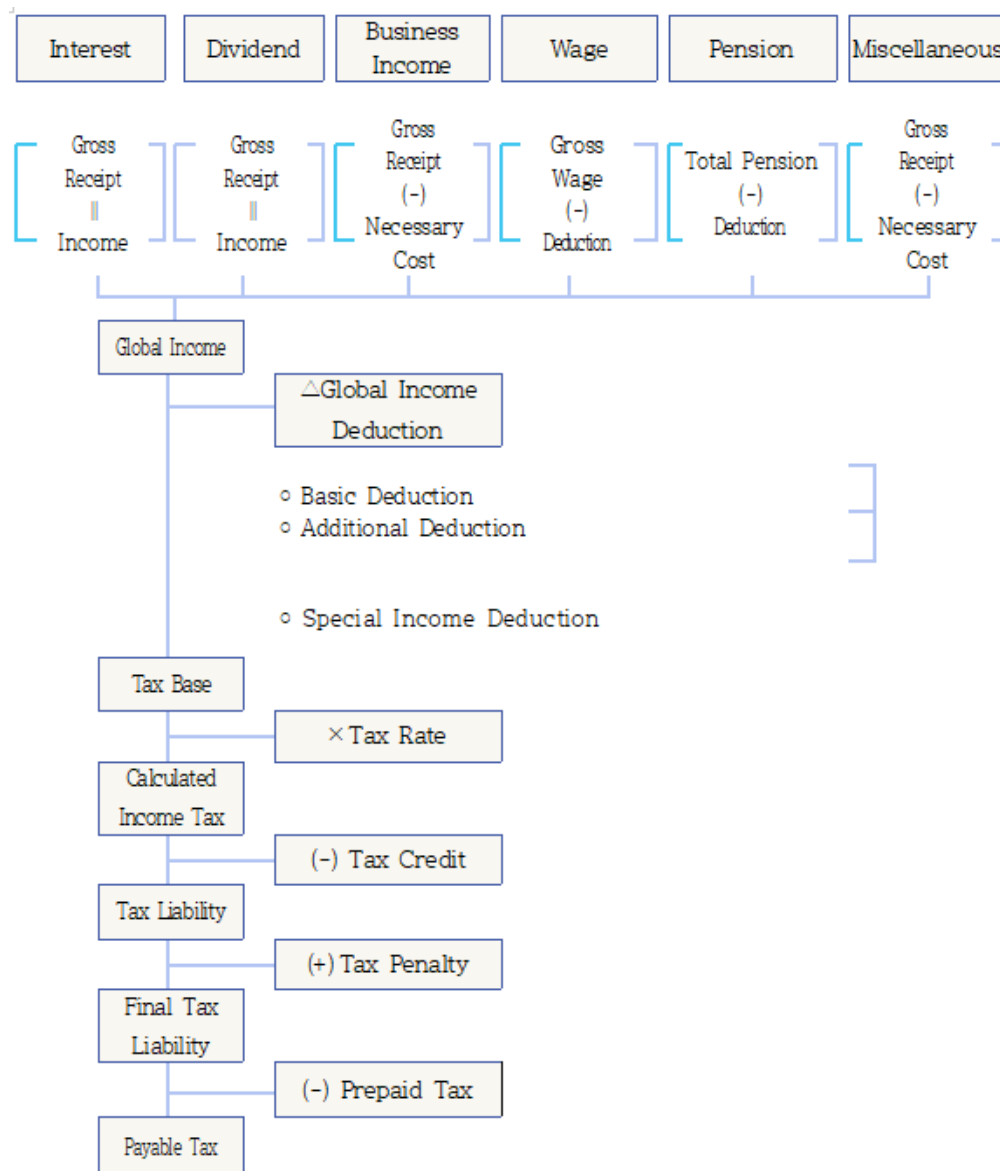 Interest
Dividend
Business
Income
Wage
Pension
Miscellaneous
Gross
Receipt
||
Income
Gross
Receipt
||
Income
Gross
Receipt
(-)
Necessary
Cost
Gross
Wage
(-)
Deduction
Total Pension
(-)
Deduction
Gross
Receipt
(-)
Necessary
Cost
Global Income
△Global Income
Deduction
○ Basic Deduction
○ Additional Deduction
○ Special Income Deduction
Tax Base
×Tax Rate
Calculated
Income Tax
(-) Tax Credit
Tax Liability
(+) Tax Penalty
Final Tax
Liability
(-) Prepaid Tax
Payable Tax